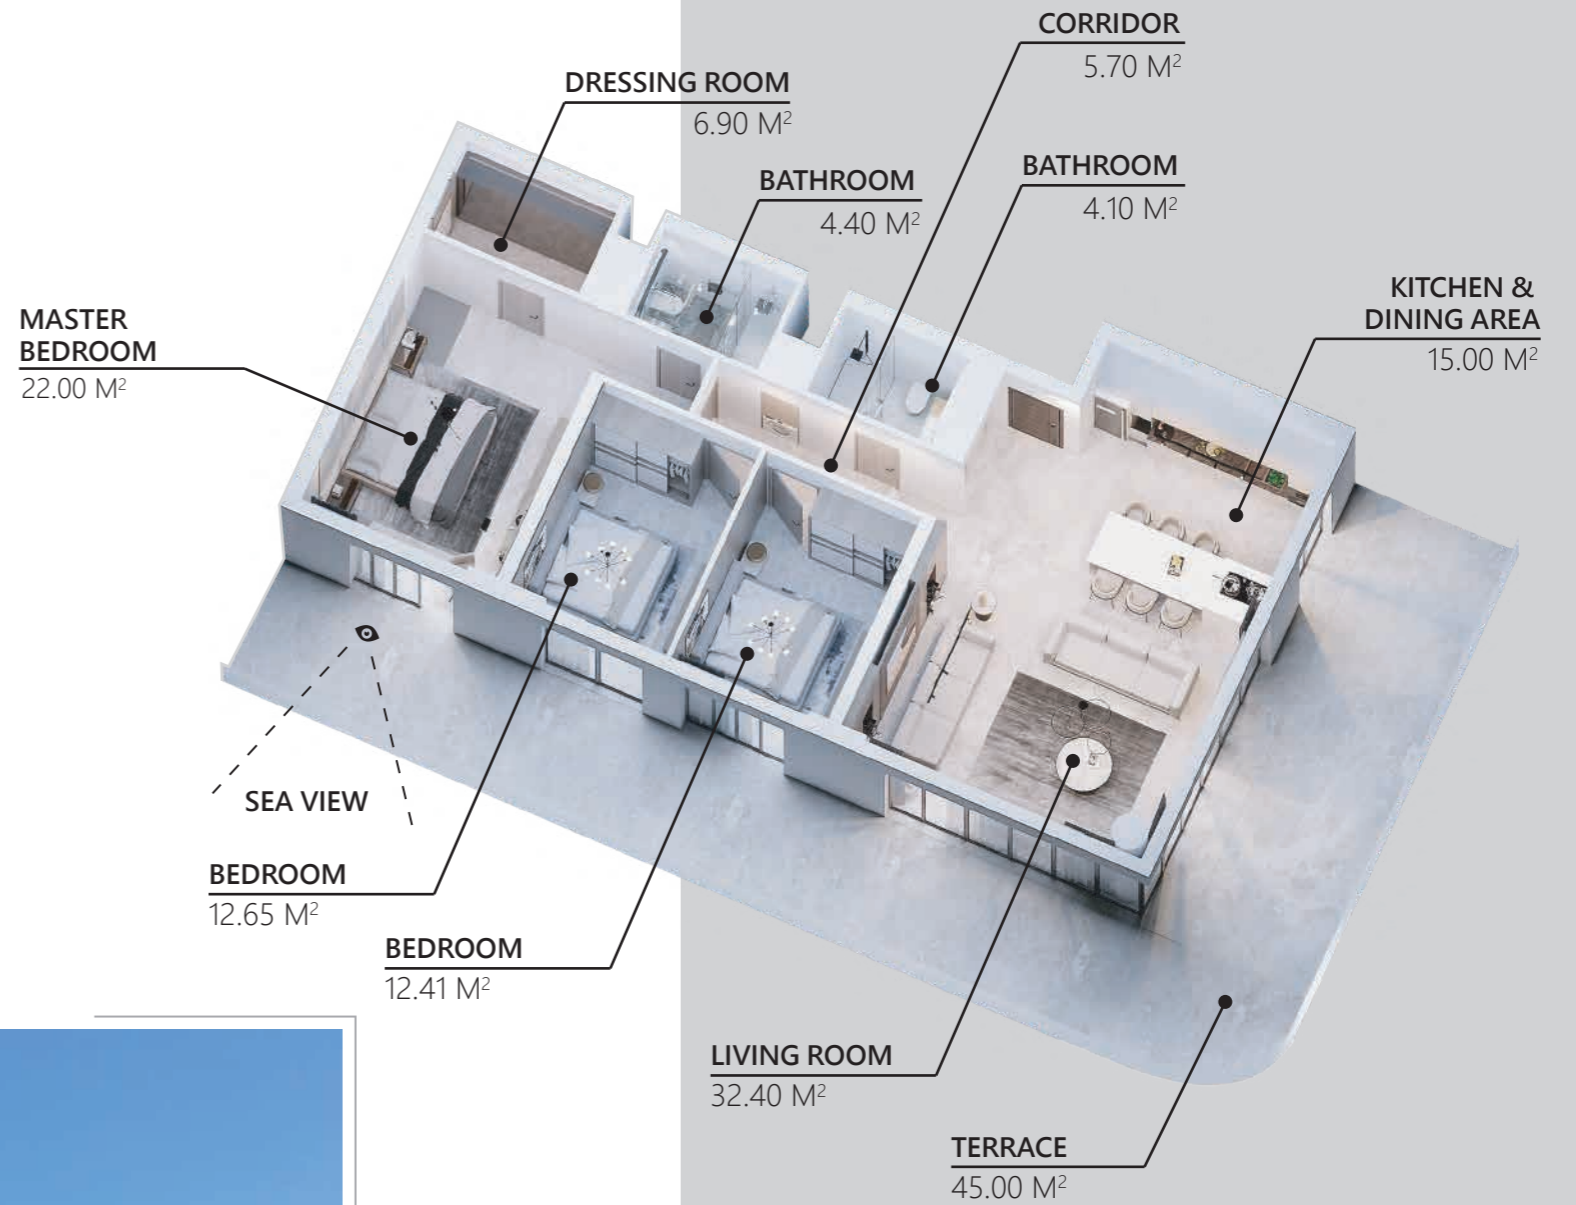 CORRIDOR
5.70 M²
DRESSING ROOM
6.90 M²
BATHROOM
4.40 M²
BATHROOM
4.10 M²
KITCHEN &
DINING AREA
15.00 M²
MASTER
BEDROOM
22.00 M²
SEA VIEW
BEDROOM
12.65 M²
BEDROOM
12.41 M²
LIVING ROOM
32.40 M²
TERRACE
45.00 M²